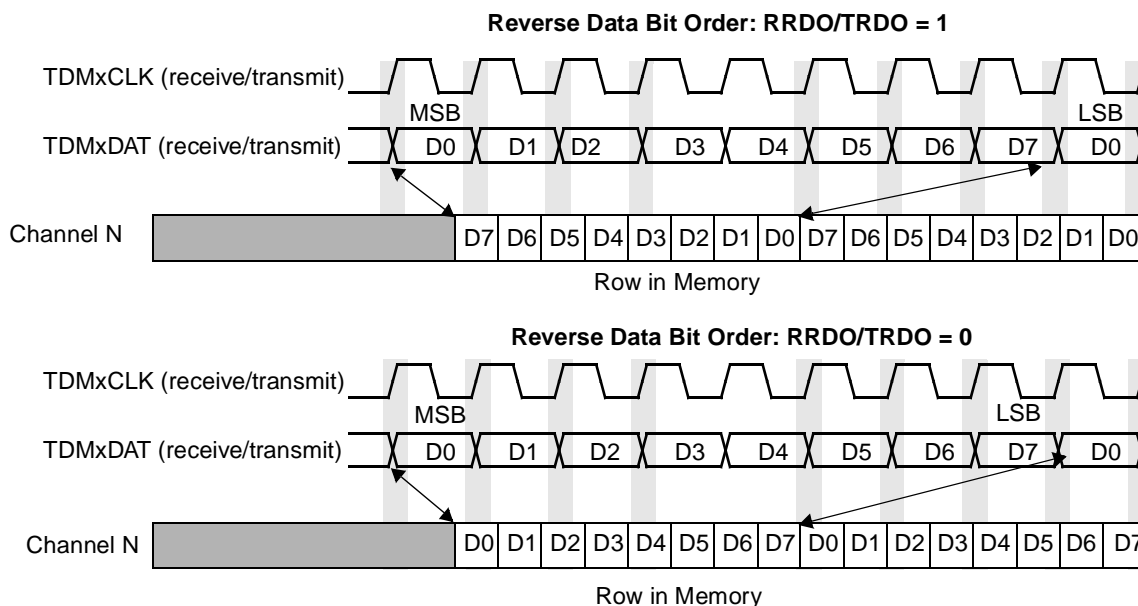 Reverse Data Bit Order: RRDO/TRDO = 1
TDMxCLK (receive/transmit)
MSB LSB
TDMxDAT (receive/transmit) D0 D1 D2 D3 D4 D5 D6 D7 D0
Channel N D7 D6 D5 D4 D3 D2 D1 D0 D7 D6 D5 D4 D3 D2 D1 D0
Row in Memory
Reverse Data Bit Order: RRDO/TRDO = 0
TDMxCLK (receive/transmit)
MSB LSB
TDMxDAT (receive/transmit) D0 D1 D2 D3 D4 D5 D6 D7 D0
Channel N D0 D1 D2 D3 D4 D5 D6 D7 D0 D1 D2 D3 D4 D5 D6 D7
Row in Memory